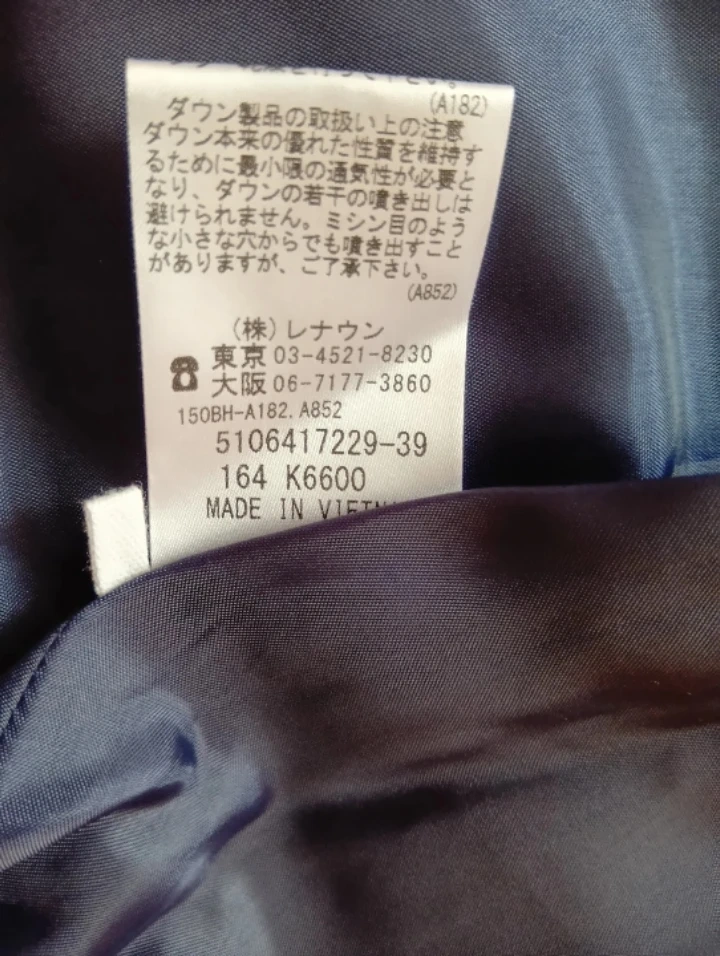 (A182)
ダウン製品の取扱い上の注意
ダウン本来の優れた性質を維持す
るために最小限の通気性が必要と
なり、ダウンの若干の噴き出しは
避けられません。ミシン目のよう
な小さな穴からでも噴き出すこと
がありますが、ご了承下さい。
(A852)
(株)レナウン
☎ 東京 03-4521-8230
大阪 06-7177-3860
150BH-A182.A852
5106417229-39
164 K6600
MADE IN VIETNA